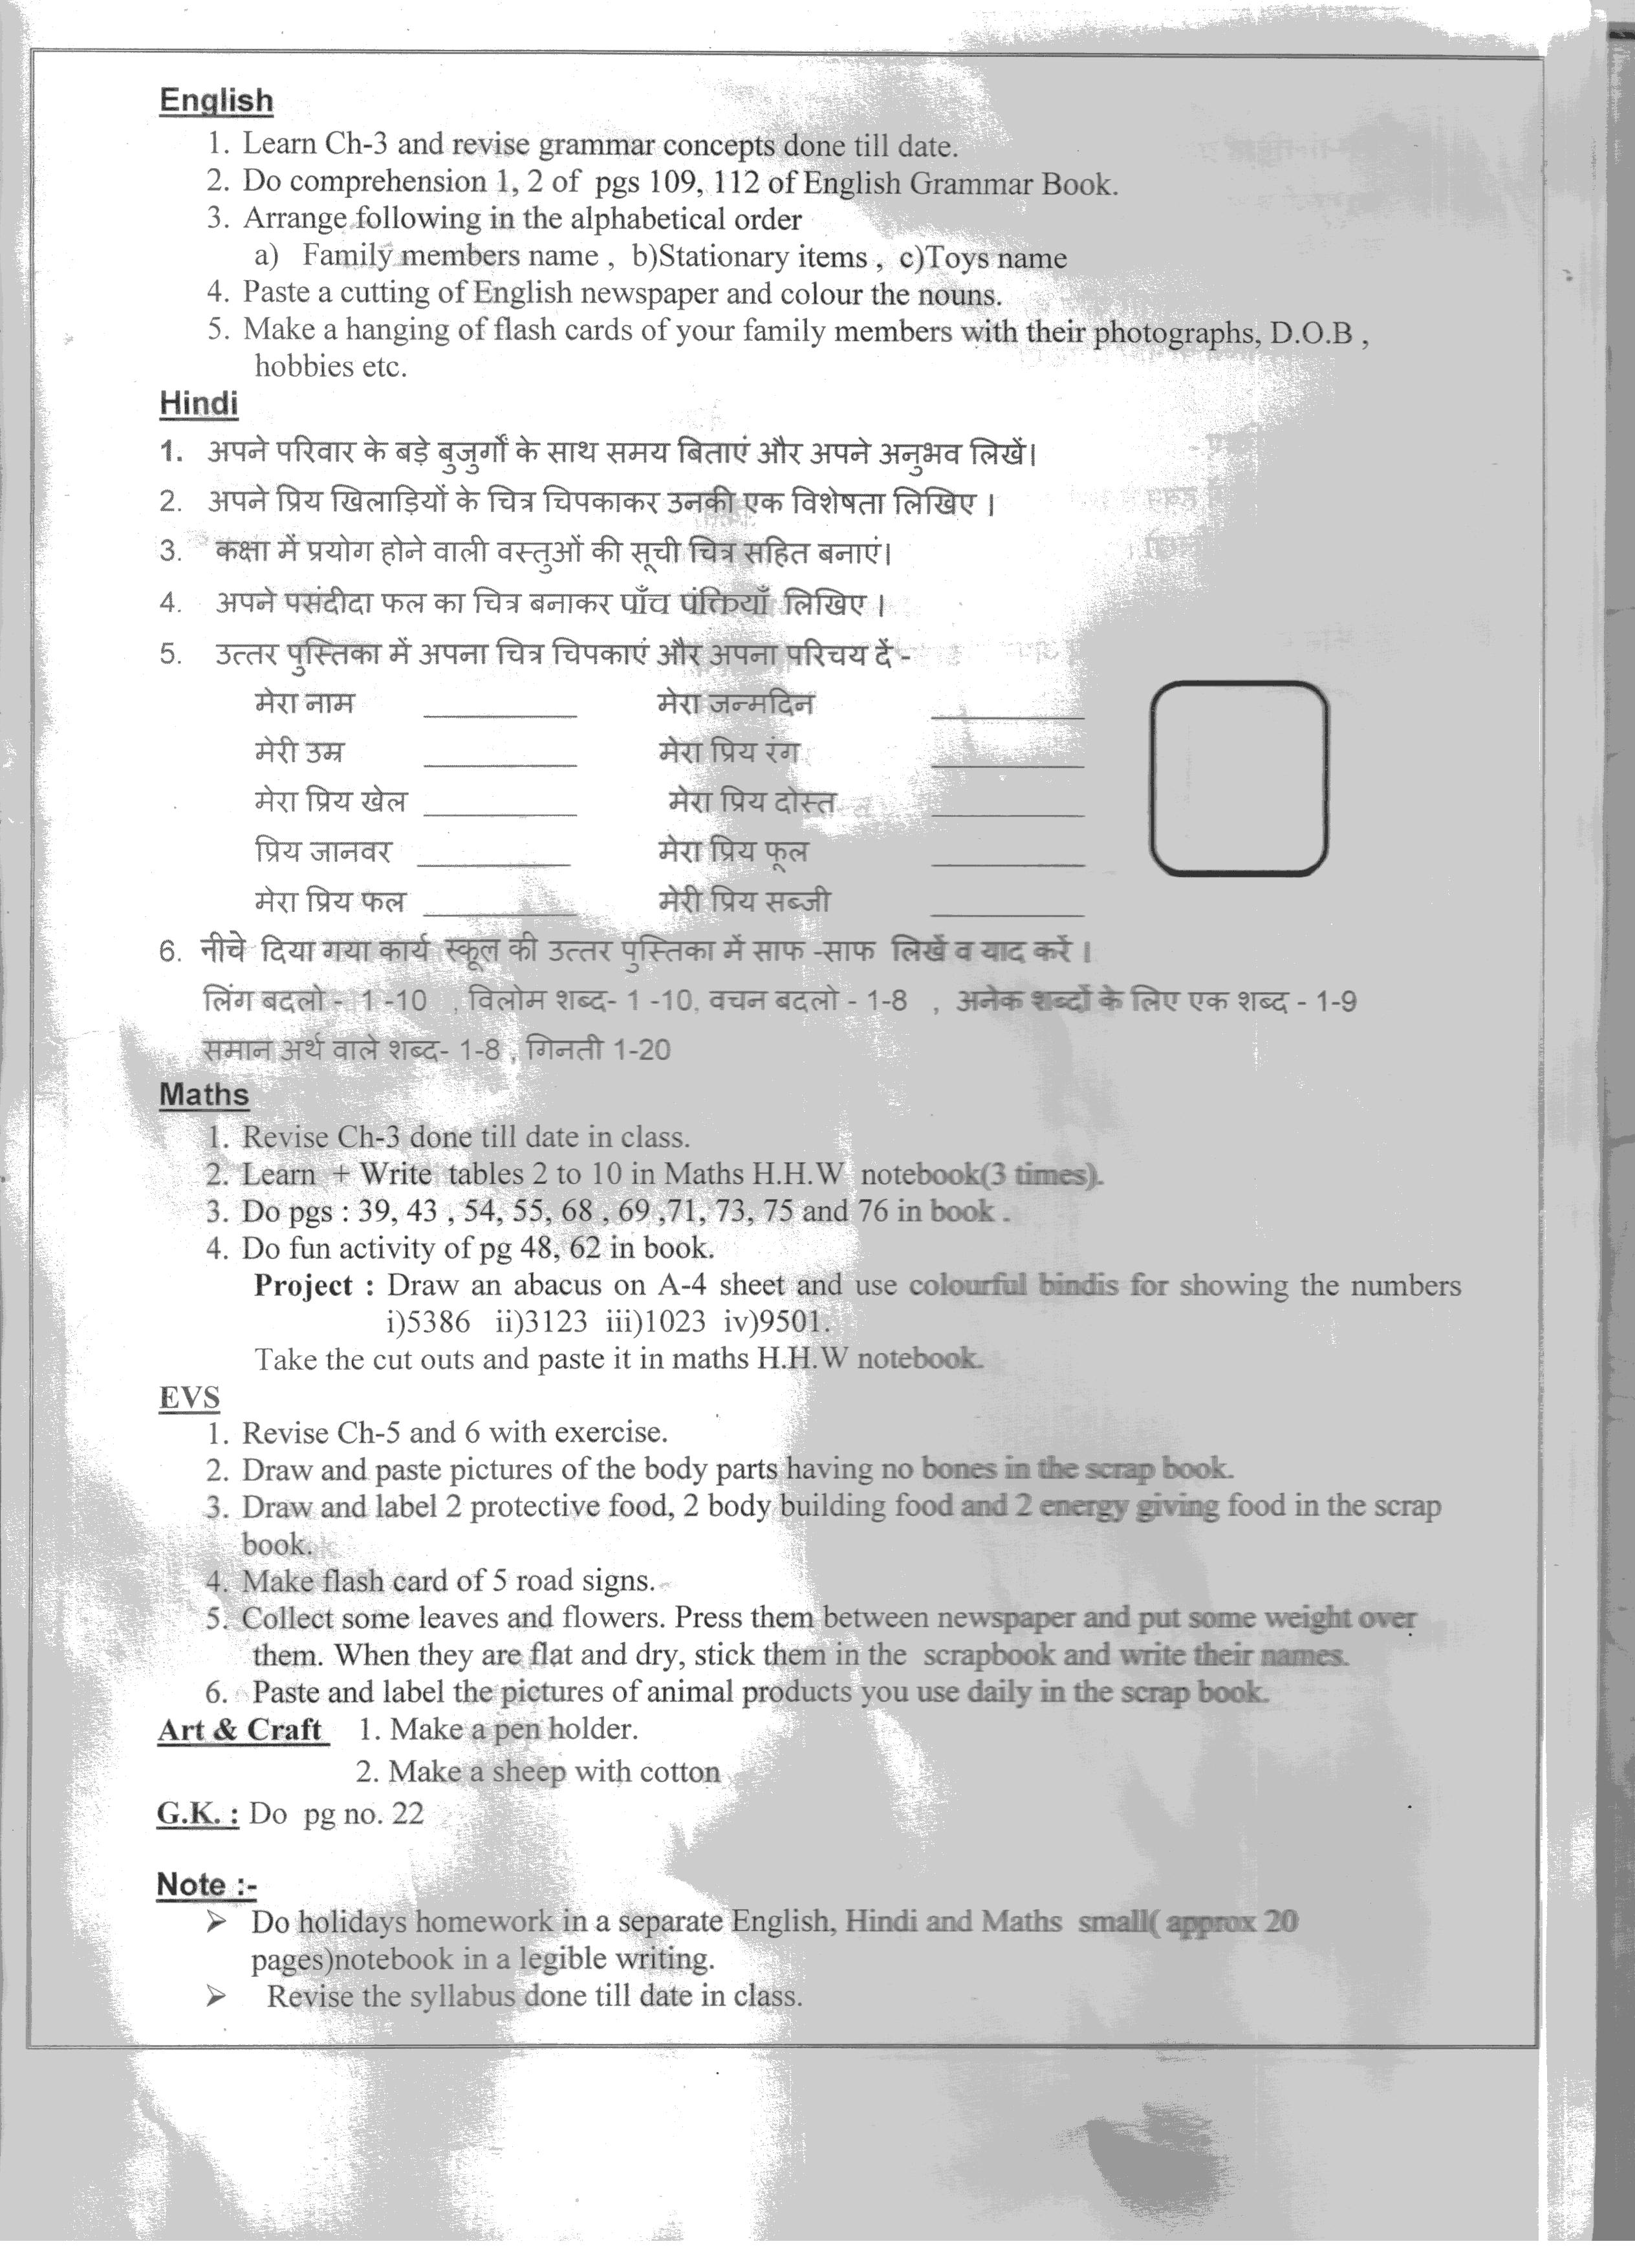 English
1. Learn Ch-3 and revise grammar concepts done till date.
2. Do comprehension 1, 2 of pgs 109, 112 of English Grammar Book.
3. Arrange following in the alphabetical order
a) Family members name , b)Stationary items , c)Toys name
4. Paste a cutting of English newspaper and colour the nouns.
5. Make a hanging of flash cards of your family members with their photographs, D.O.B ,
hobbies etc.
Hindi
1. अपने परिवार के बड़े बुजुर्गों के साथ समय बिताएं और अपने अनुभव लिखें।
2. अपने प्रिय खिलाड़ियों के चित्र चिपकाकर उनकी एक विशेषता लिखिए ।
3. कक्षा में प्रयोग होने वाली वस्तुओं की सूची चित्र सहित बनाएं।
4. अपने पसंदीदा फल का चित्र बनाकर पाँच पंक्तियाँ लिखिए ।
5. उत्तर पुस्तिका में अपना चित्र चिपकाएं और अपना परिचय दें -
मेरा नाम __________ मेरा जन्मदिन __________
मेरी उम्र __________ मेरा प्रिय रंग __________
मेरा प्रिय खेल __________ मेरा प्रिय दोस्त __________
प्रिय जानवर __________ मेरा प्रिय फूल __________
मेरा प्रिय फल __________ मेरी प्रिय सब्जी __________
6. नीचे दिया गया कार्य स्कूल की उत्तर पुस्तिका में साफ -साफ लिखें व याद करें ।
लिंग बदलो - 1 -10 , विलोम शब्द- 1 -10, वचन बदलो - 1-8 , अनेक शब्दों के लिए एक शब्द - 1-9
समान अर्थ वाले शब्द- 1-8 , गिनती 1-20
Maths
1. Revise Ch-3 done till date in class.
2. Learn + Write tables 2 to 10 in Maths H.H.W notebook(3 times).
3. Do pgs : 39, 43 , 54, 55, 68 , 69 ,71, 73, 75 and 76 in book .
4. Do fun activity of pg 48, 62 in book.
Project : Draw an abacus on A-4 sheet and use colourful bindis for showing the numbers
i)5386 ii)3123 iii)1023 iv)9501.
Take the cut outs and paste it in maths H.H.W notebook.
EVS
1. Revise Ch-5 and 6 with exercise.
2. Draw and paste pictures of the body parts having no bones in the scrap book.
3. Draw and label 2 protective food, 2 body building food and 2 energy giving food in the scrap
book.
4. Make flash card of 5 road signs.
5. Collect some leaves and flowers. Press them between newspaper and put some weight over
them. When they are flat and dry, stick them in the scrapbook and write their names.
6. Paste and label the pictures of animal products you use daily in the scrap book.
Art & Craft 1. Make a pen holder.
2. Make a sheep with cotton
G.K. : Do pg no. 22
Note :-
➢ Do holidays homework in a separate English, Hindi and Maths small( approx 20
pages)notebook in a legible writing.
➢ Revise the syllabus done till date in class.